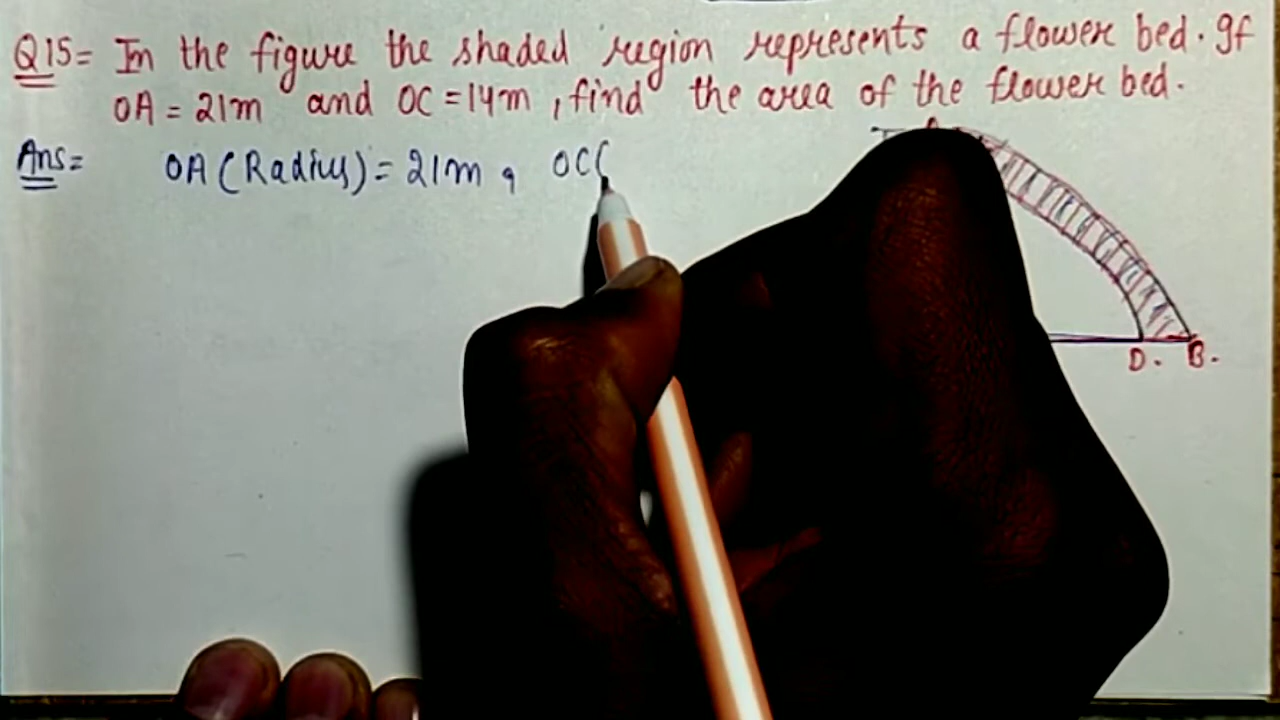 Q15= In the figure the shaded region represents a flower bed. If
OA = 21m and OC = 14m, find the area of the flower bed.
Ans= OA (Radius) = 21m, OC(
A
D. B.